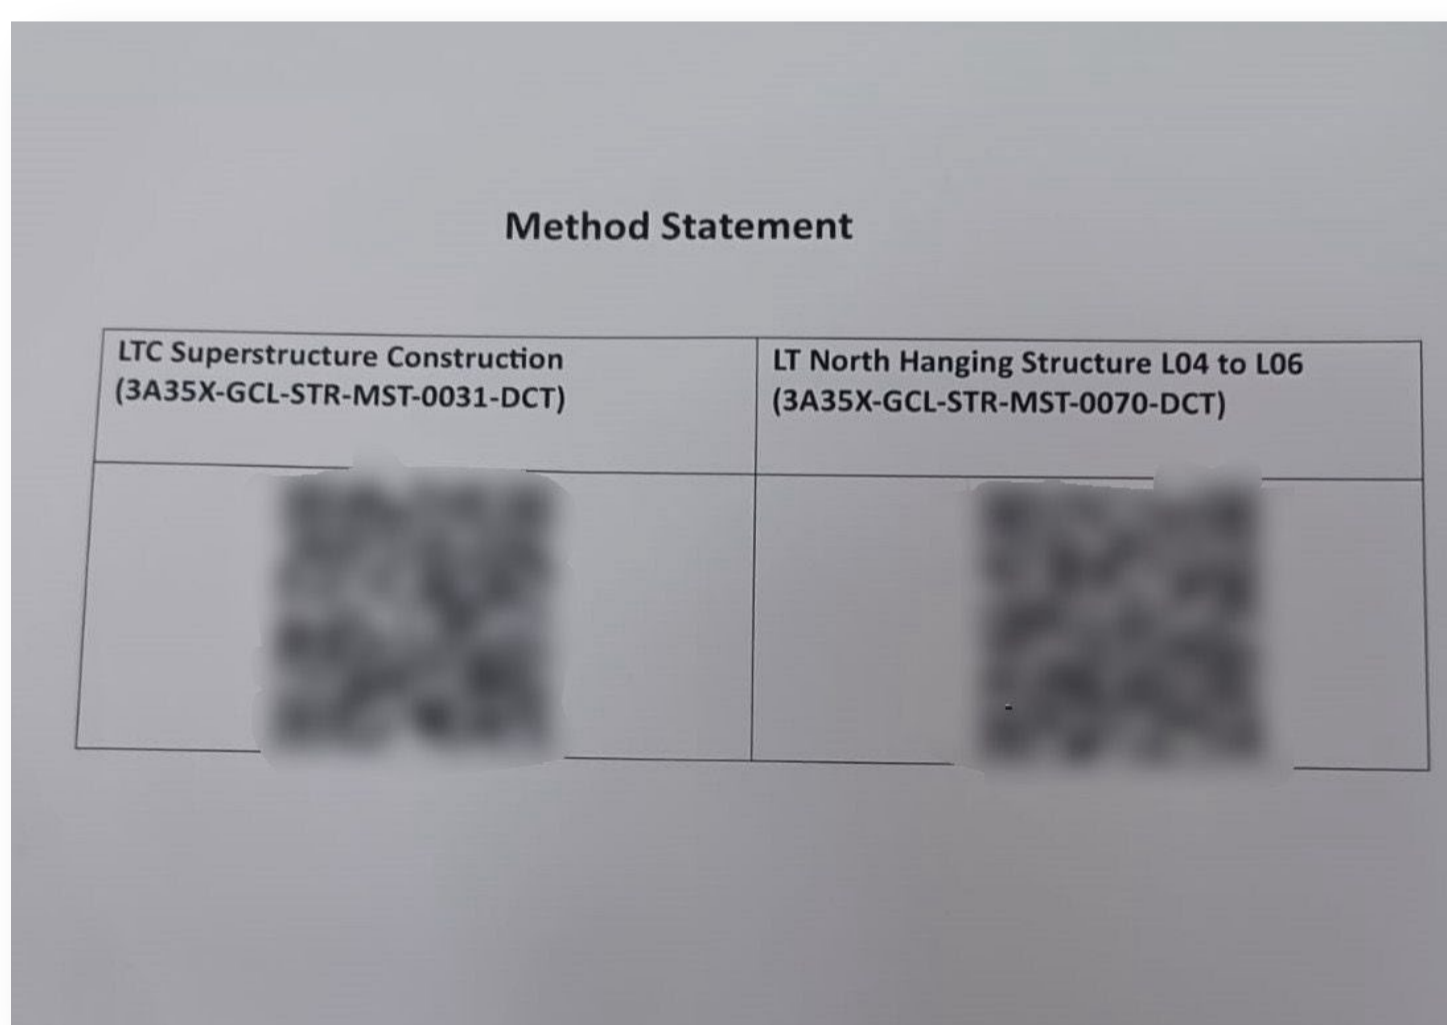 Method Statement
LTC Superstructure Construction
(3A35X-GCL-STR-MST-0031-DCT)
LT North Hanging Structure L04 to L06
(3A35X-GCL-STR-MST-0070-DCT)